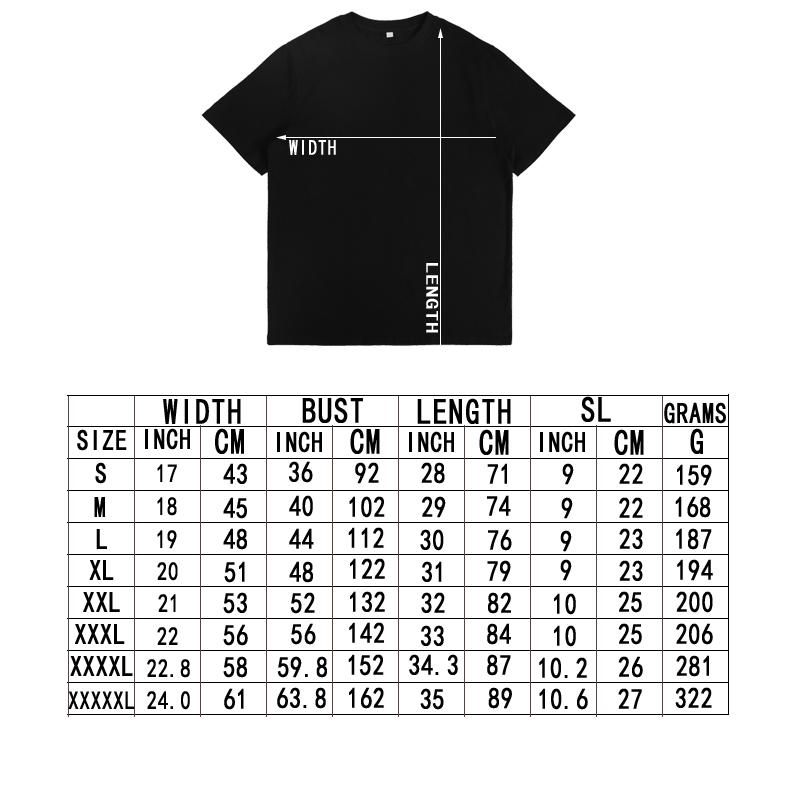 WIDTH
LENGTH
WIDTH BUST LENGTH SL GRAMS
SIZE INCH CM INCH CM INCH CM INCH CM G
S 17 43 36 92 28 71 9 22 159
M 18 45 40 102 29 74 9 22 168
L 19 48 44 112 30 76 9 23 187
XL 20 51 48 122 31 79 9 23 194
XXL 21 53 52 132 32 82 10 25 200
XXXL 22 56 56 142 33 84 10 25 206
XXXXL 22.8 58 59.8 152 34.3 87 10.2 26 281
XXXXXL 24.0 61 63.8 162 35 89 10.6 27 322